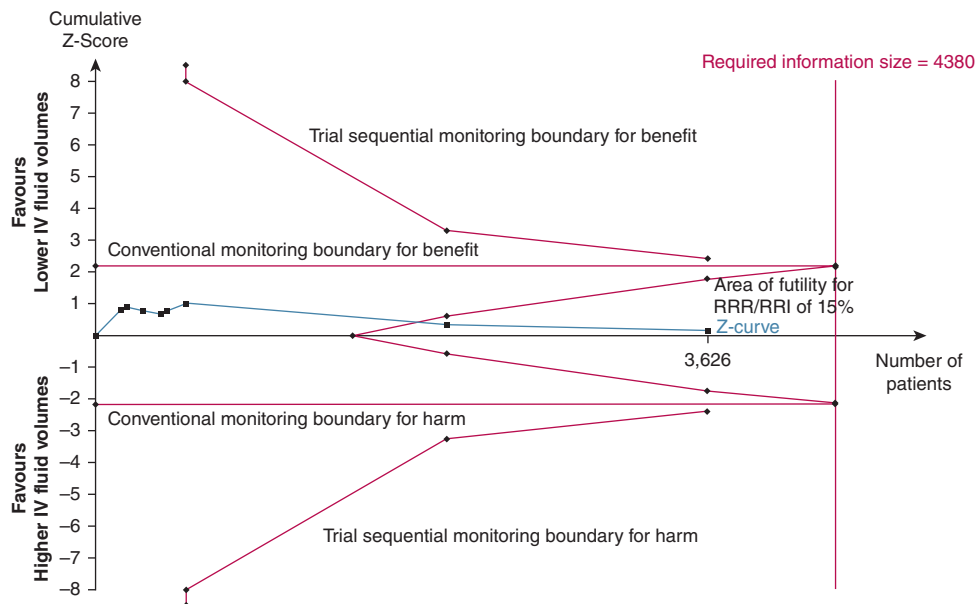 Cumulative
Z-Score
Required information size = 4380
8
7
Trial sequential monitoring boundary for benefit
6
5
4
3
Conventional monitoring boundary for benefit
2
Favours
Lower IV fluid volumes
Area of futility for
RRR/RRI of 15%
1
Z-curve
3,626
Number of
patients
–1
–2
Conventional monitoring boundary for harm
–3
–4
–5
–6
Trial sequential monitoring boundary for harm
–7
–8
Favours
Higher IV fluid volumes